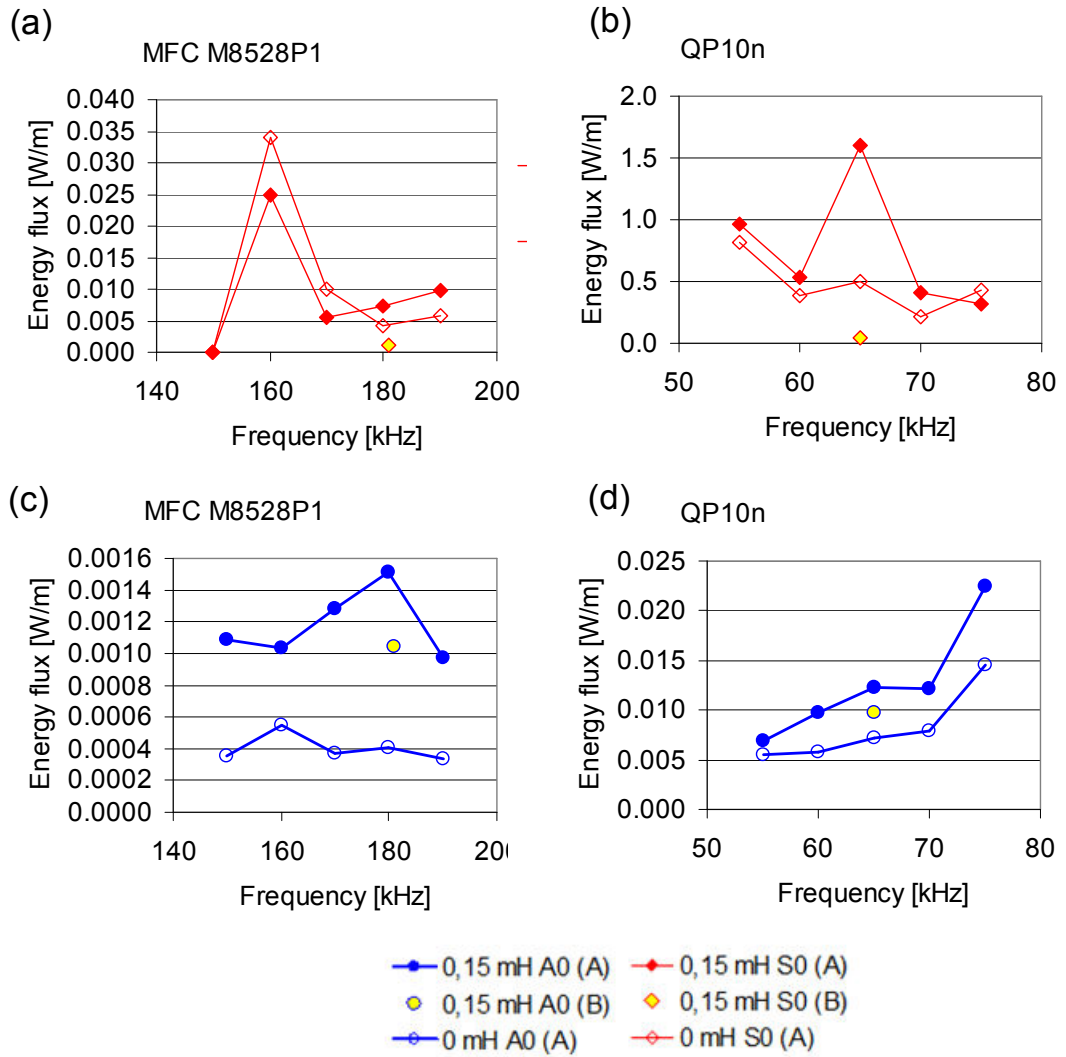 (a)
MFC M8528P1
0.040
0.035
0.030
0.025
0.020
0.015
0.010
0.005
0.000
Energy flux [W/m]
140 160 180 200
Frequency [kHz]
(b)
QP10n
2.0
1.5
1.0
0.5
0.0
Energy flux [W/m]
50 60 70 80
Frequency [kHz]
(c)
MFC M8528P1
0.0016
0.0014
0.0012
0.0010
0.0008
0.0006
0.0004
0.0002
0.0000
Energy flux [W/m]
140 160 180 200
Frequency [kHz]
(d)
QP10n
0.025
0.020
0.015
0.010
0.005
0.000
Energy flux [W/m]
50 60 70 80
Frequency [kHz]
0,15 mH A0 (A) 0,15 mH S0 (A)
0,15 mH A0 (B) 0,15 mH S0 (B)
0 mH A0 (A) 0 mH S0 (A)